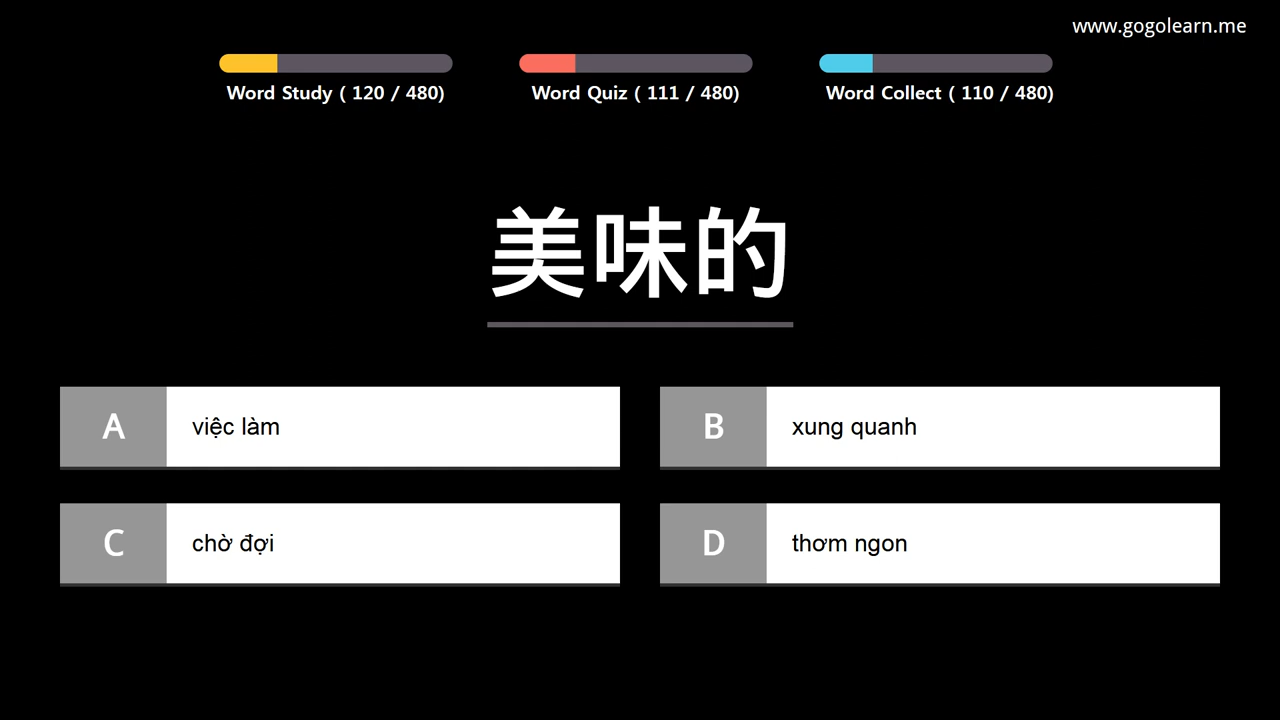 www.gogolearn.me
Word Study ( 120 / 480)
Word Quiz ( 111 / 480)
Word Collect ( 110 / 480)
美味的
A việc làm
B xung quanh
C chờ đợi
D thơm ngon